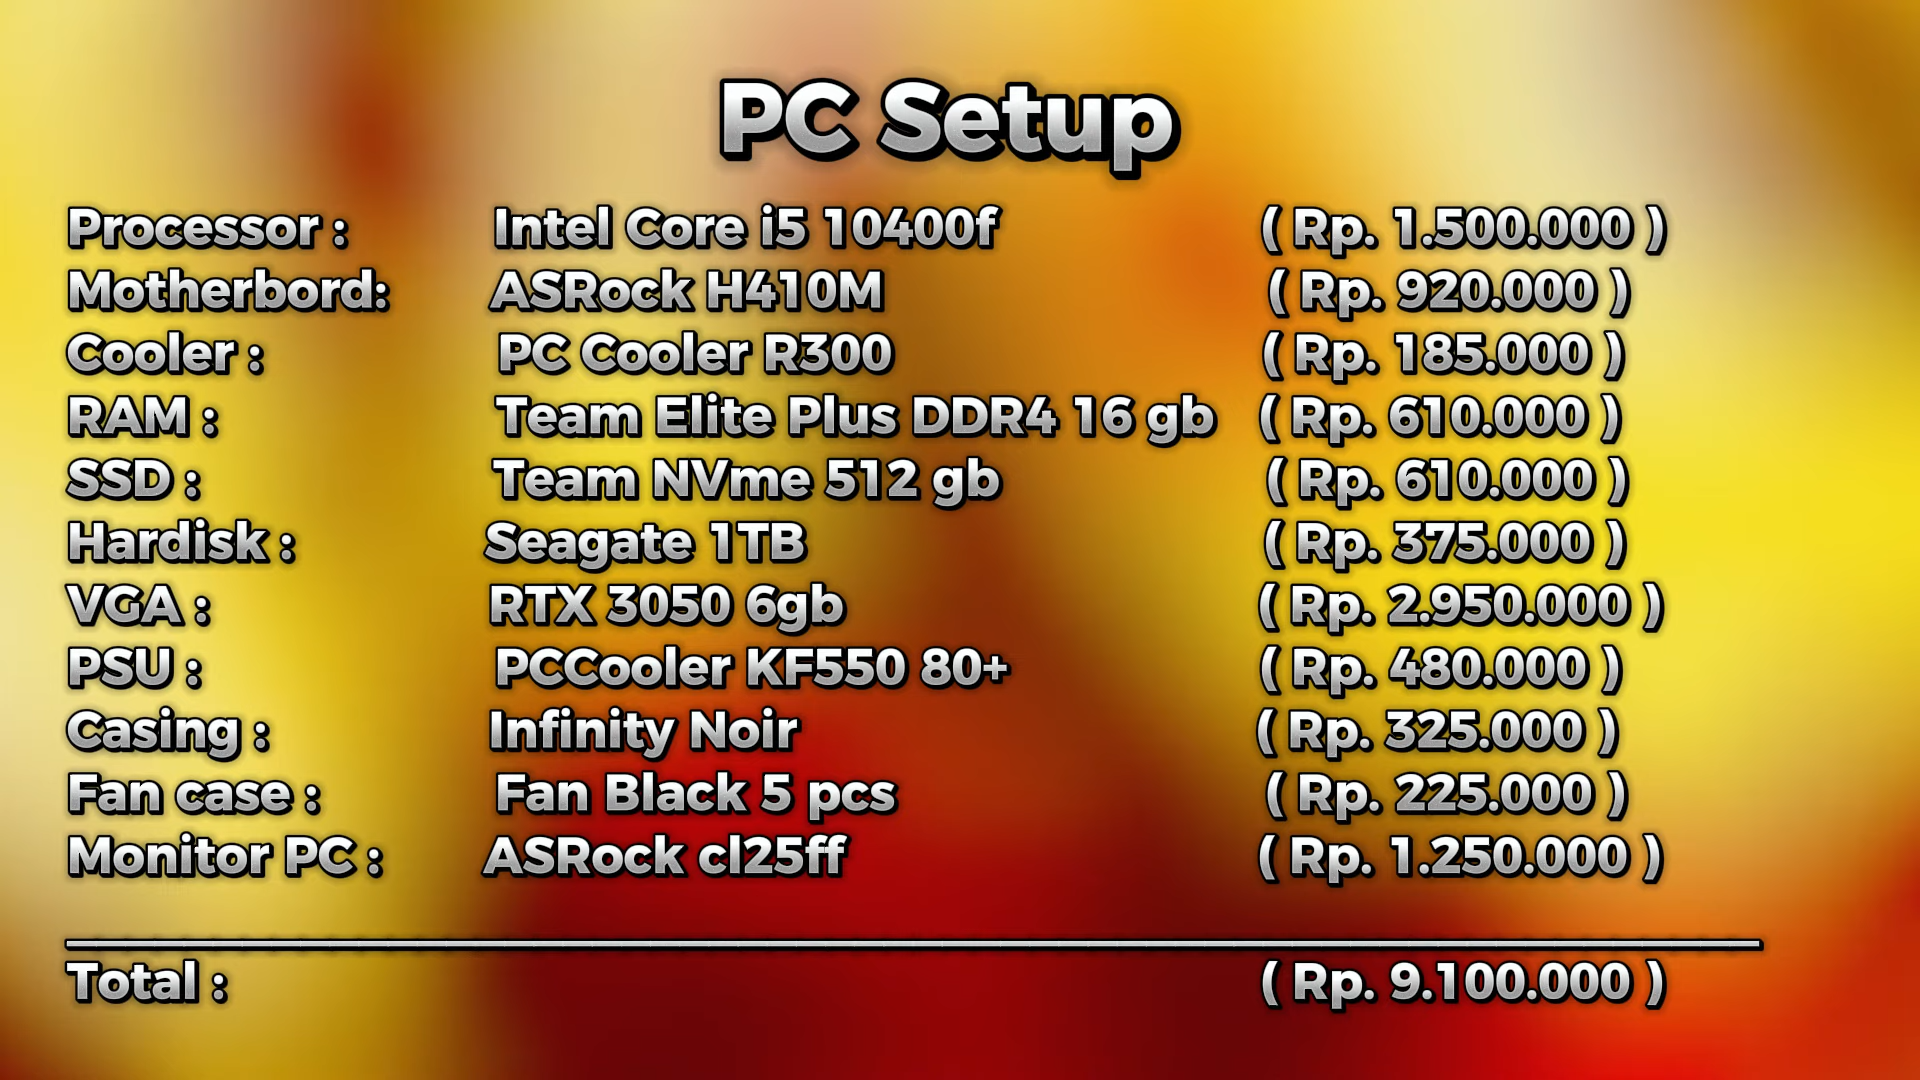 PC Setup
Processor : Intel Core i5 10400f ( Rp. 1.500.000 )
Motherbord: ASRock H410M ( Rp. 920.000 )
Cooler : PC Cooler R300 ( Rp. 185.000 )
RAM : Team Elite Plus DDR4 16 gb ( Rp. 610.000 )
SSD : Team NVme 512 gb ( Rp. 610.000 )
Hardisk : Seagate 1TB ( Rp. 375.000 )
VGA : RTX 3050 6gb ( Rp. 2.950.000 )
PSU : PCCooler KF550 80+ ( Rp. 480.000 )
Casing : Infinity Noir ( Rp. 325.000 )
Fan case : Fan Black 5 pcs ( Rp. 225.000 )
Monitor PC : ASRock cl25ff ( Rp. 1.250.000 )
Total : ( Rp. 9.100.000 )